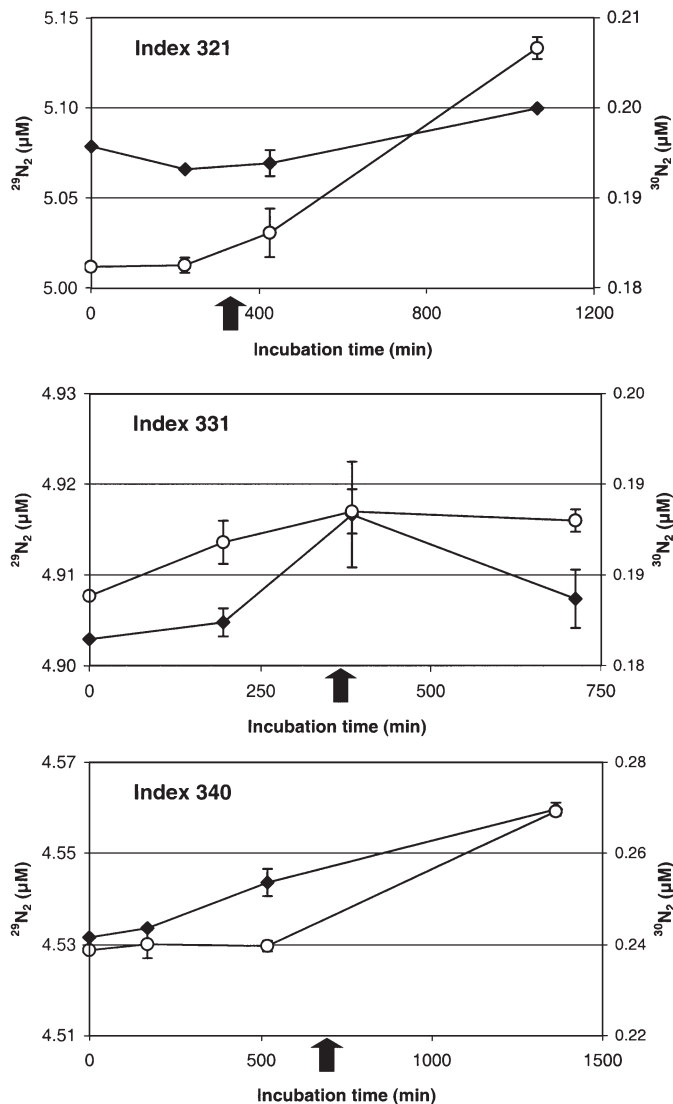 Index 321
5.15
5.10
5.05
5.00
²⁹N₂ (µM)
0.21
0.20
0.19
0.18
³⁰N₂ (µM)
0 400 800 1200
Incubation time (min)
Index 331
4.93
4.92
4.91
4.90
²⁹N₂ (µM)
0.20
0.19
0.19
0.18
³⁰N₂ (µM)
0 250 500 750
Incubation time (min)
Index 340
4.57
4.55
4.53
4.51
²⁹N₂ (µM)
0.28
0.26
0.24
0.22
³⁰N₂ (µM)
0 500 1000 1500
Incubation time (min)